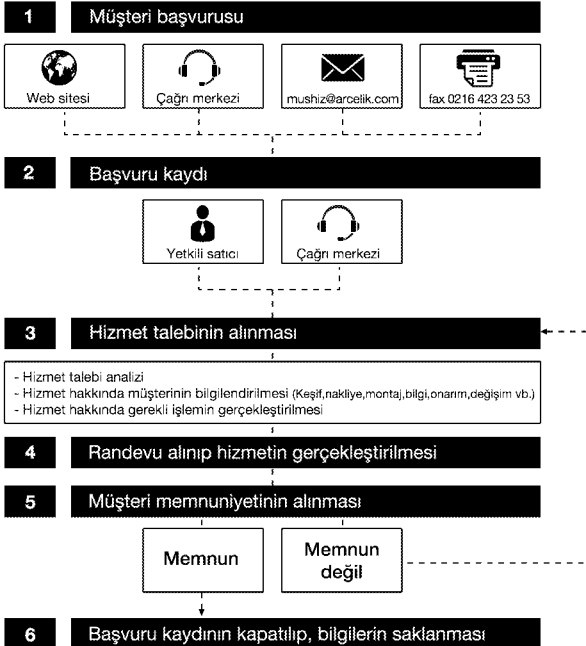 1 Müşteri başvurusu
Web sitesi
Çağrı merkezi
mushiz@arcelik.com
fax 0216 423 23 53
2 Başvuru kaydı
Yetkili satıcı
Çağrı merkezi
3 Hizmet talebinin alınması
- Hizmet talebi analizi
- Hizmet hakkında müşterinin bilgilendirilmesi (Keşif,nakliye,montaj,bilgi,onarım,değişim vb.)
- Hizmet hakkında gerekli işlemin gerçekleştirilmesi
4 Randevu alınıp hizmetin gerçekleştirilmesi
5 Müşteri memnuniyetinin alınması
Memnun
Memnun
değil
6 Başvuru kaydının kapatılıp, bilgilerin saklanması